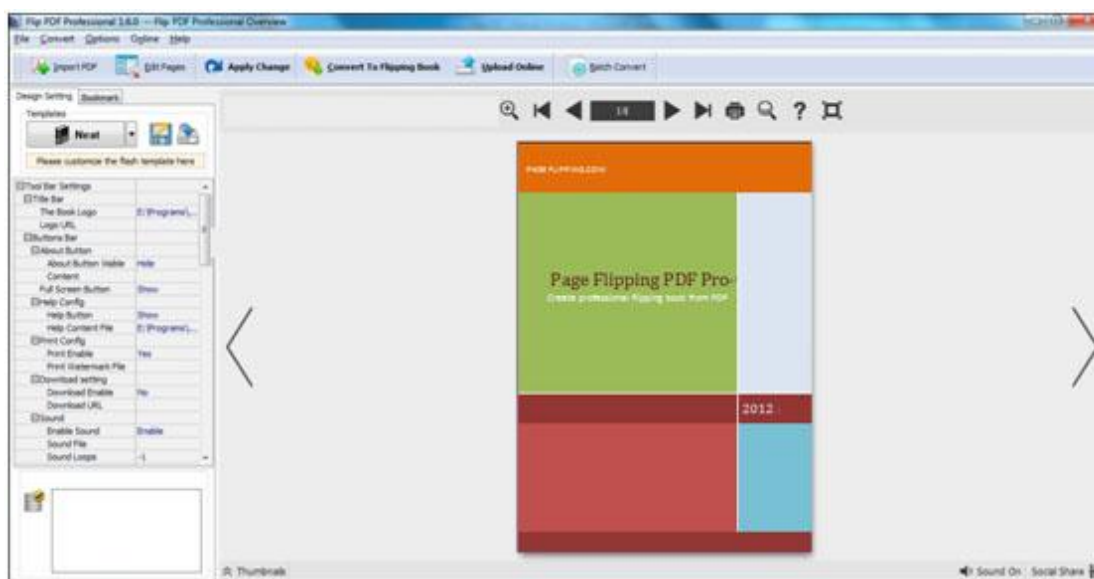 Flip PDF Professional 1.6.0 -- Flip PDF Professional Overview
File Convert Options Online Help
Import PDF Edit Pages Apply Change Convert To Flipping Book Upload Online Batch Convert
Design Setting Bookmark
Templates
Neat
Please customize the flash template here
Tool Bar Settings
Title Bar
The Book Logo E:\Programs\...
Logo URL
Buttons Bar
About Button
About Button Visible Hide
Content
Full Screen Button Show
Help Config
Help Button Show
Help Content File E:\Programs\...
Print Config
Print Enable Yes
Print Watermark File
Download setting
Download Enable No
Download URL
Sound
Enable Sound Enable
Sound File
Sound Loops -1
PAGE FLIPPING.COM
Page Flipping PDF Pro-
Create professional flipping book from PDF
2012
Thumbnails
Sound On Social Share